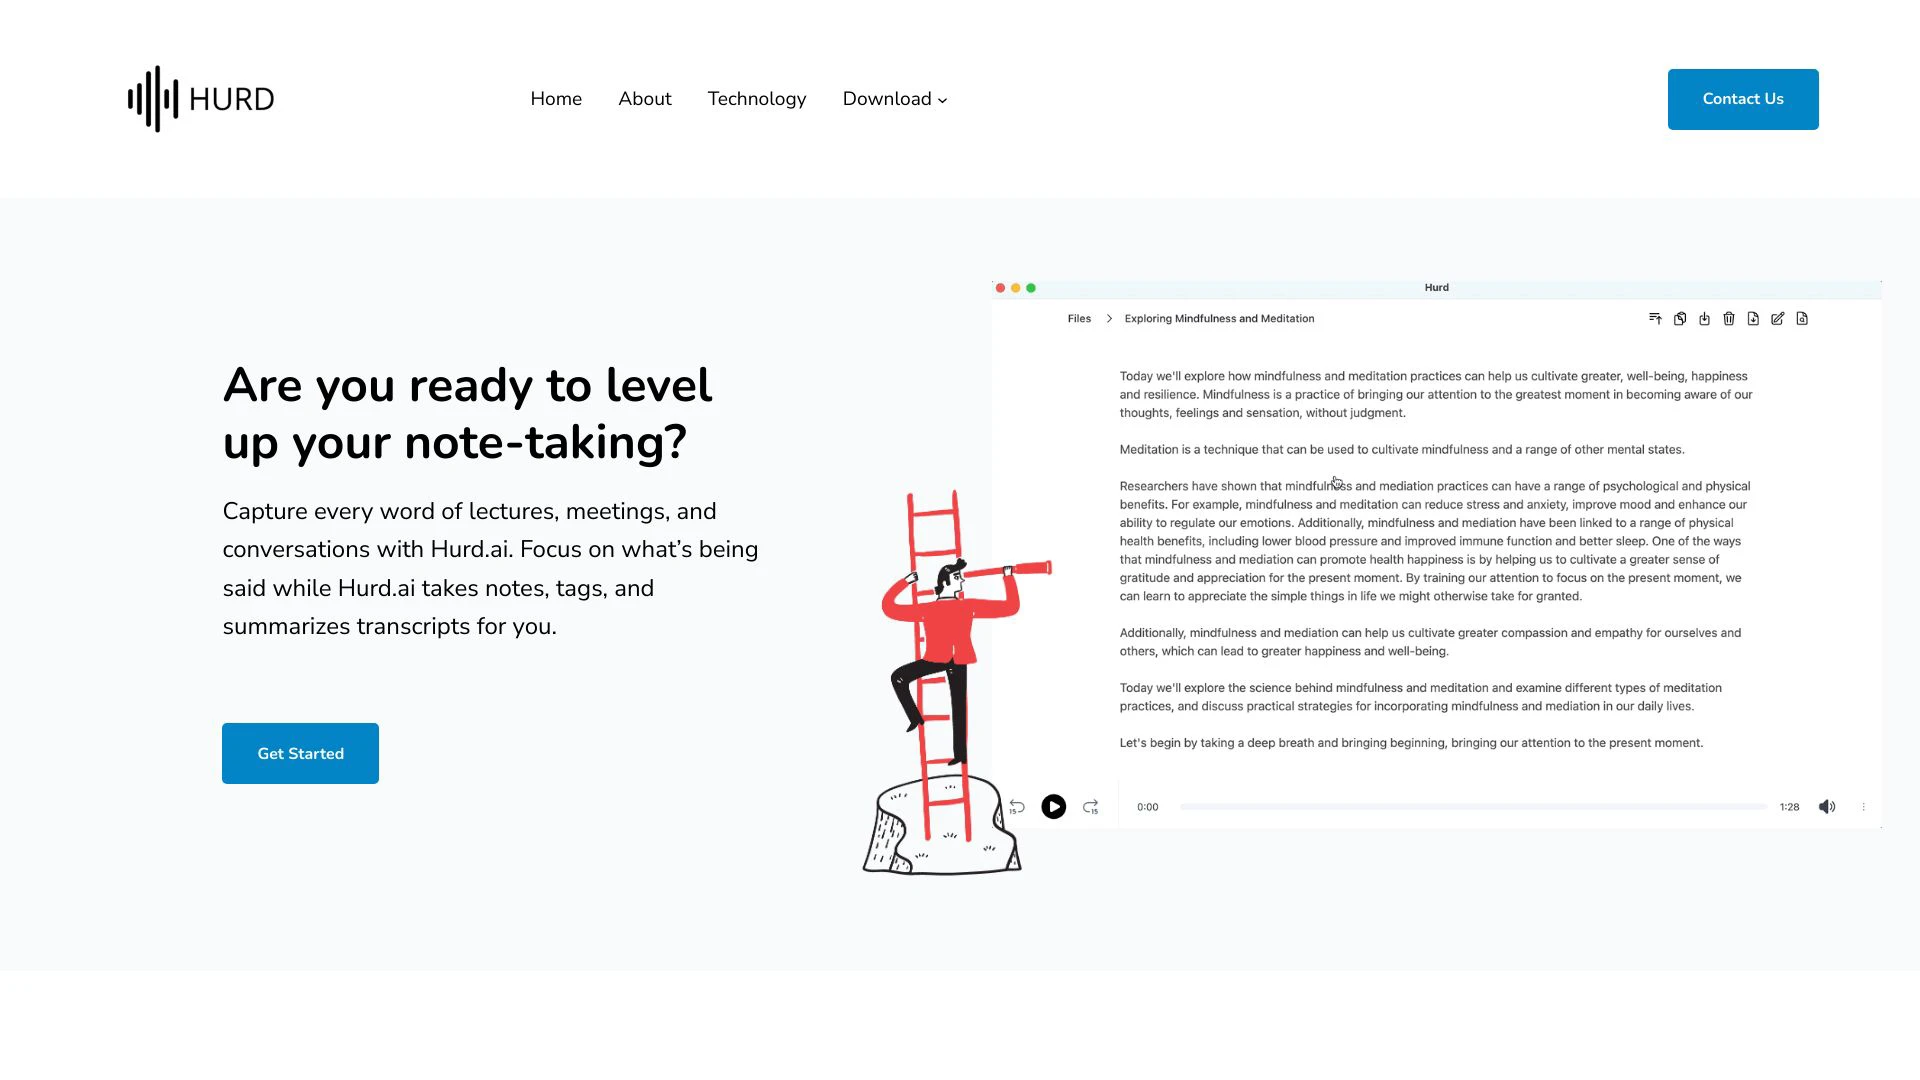 HURD
Home
About
Technology
Download
Contact Us
Are you ready to level
up your note-taking?
Capture every word of lectures, meetings, and
conversations with Hurd.ai. Focus on what’s being
said while Hurd.ai takes notes, tags, and
summarizes transcripts for you.
Get Started
Hurd
Files > Exploring Mindfulness and Meditation
Today we'll explore how mindfulness and meditation practices can help us cultivate greater, well-being, happiness
and resilience. Mindfulness is a practice of bringing our attention to the greatest moment in becoming aware of our
thoughts, feelings and sensation, without judgment.
Meditation is a technique that can be used to cultivate mindfulness and a range of other mental states.
Researchers have shown that mindfulness and mediation practices can have a range of psychological and physical
benefits. For example, mindfulness and meditation can reduce stress and anxiety, improve mood and enhance our
ability to regulate our emotions. Additionally, mindfulness and mediation have been linked to a range of physical
health benefits, including lower blood pressure and improved immune function and better sleep. One of the ways
that mindfulness and mediation can promote health happiness is by helping us to cultivate a greater sense of
gratitude and appreciation for the present moment. By training our attention to focus on the present moment, we
can learn to appreciate the simple things in life we might otherwise take for granted.
Additionally, mindfulness and mediation can help us cultivate greater compassion and empathy for ourselves and
others, which can lead to greater happiness and well-being.
Today we'll explore the science behind mindfulness and meditation and examine different types of meditation
practices, and discuss practical strategies for incorporating mindfulness and mediation in our daily lives.
Let's begin by taking a deep breath and bringing beginning, bringing our attention to the present moment.
15
15
0:00
1:28